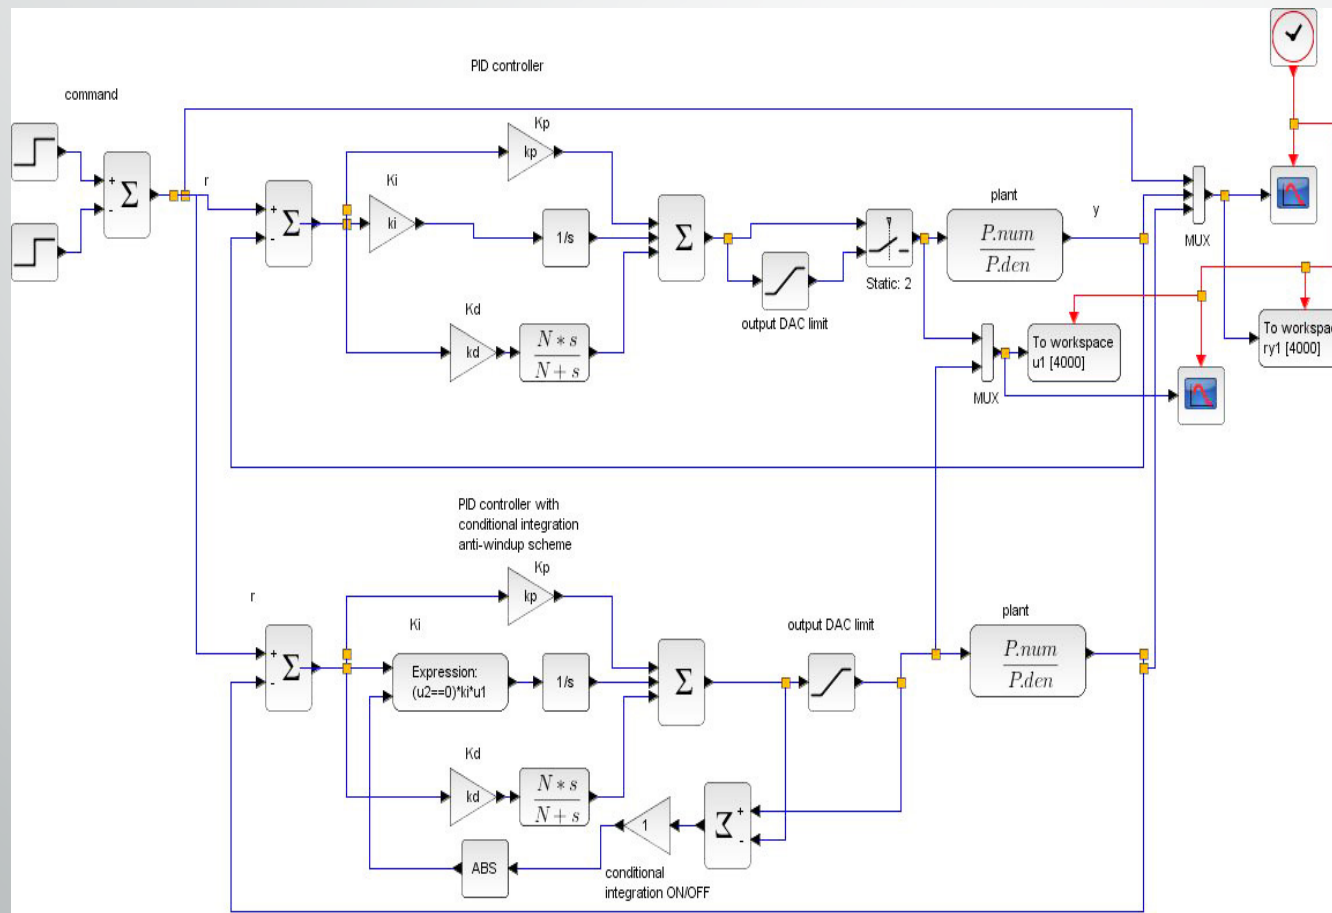 PID controller
command
Kp
kp
+
Σ
-
r
Ki
ki
+
Σ
-
1/s
Σ
Kd
kd
N*s
N+s
output DAC limit
Static: 2
plant
P.num
P.den
y
MUX
MUX
To workspace
u1 [4000]
To workspac
ry1 [4000]
PID controller with
conditional integration
anti-windup scheme
Kp
kp
r
Ki
+
Σ
-
Expression:
(u2==0)*ki*u1
1/s
Σ
output DAC limit
plant
P.num
P.den
Kd
kd
N*s
N+s
1
Σ
+
-
ABS
conditional
integration ON/OFF